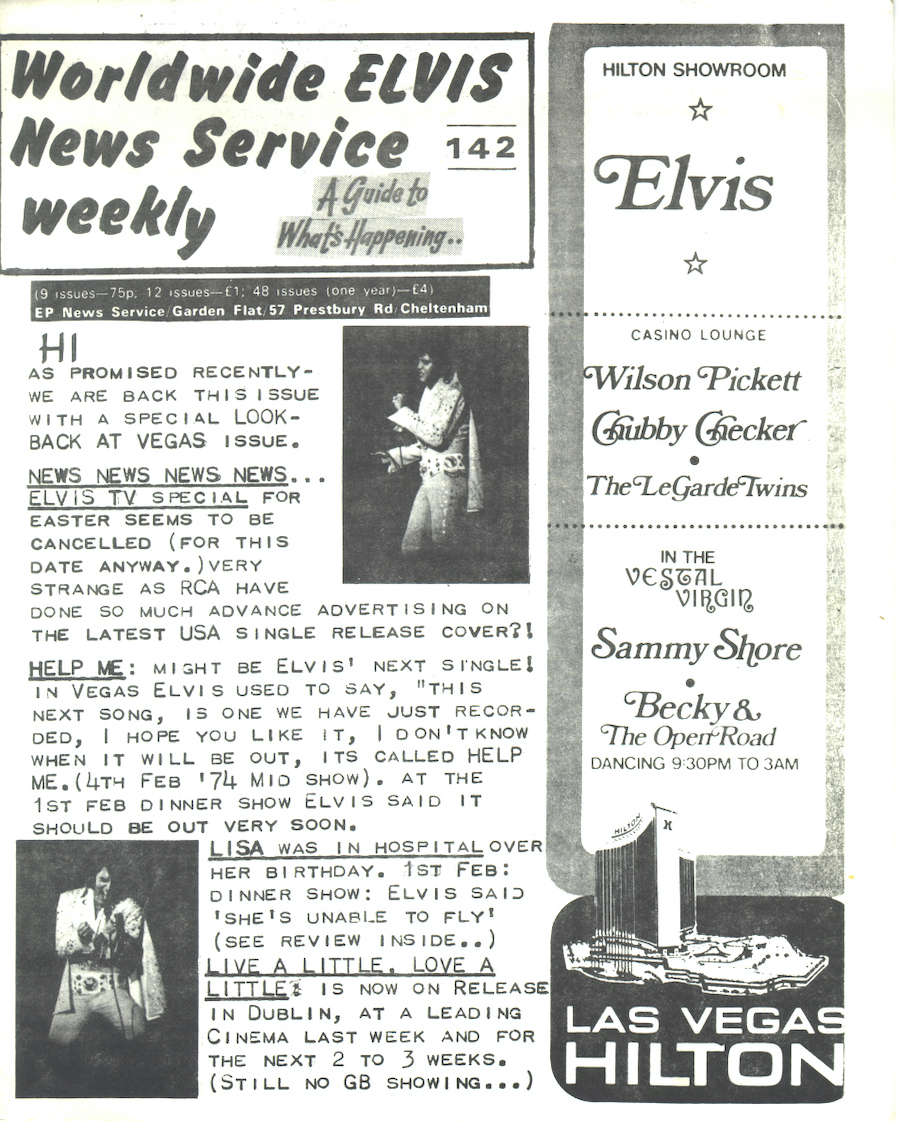 Worldwide ELVIS
News Service
142
weekly
A Guide to
What's Happening..
(9 issues—75p; 12 issues—£1; 48 issues (one year)—£4)
EP News Service/Garden Flat/57 Prestbury Rd/Cheltenham
HI
AS PROMISED RECENTLY-
WE ARE BACK THIS ISSUE
WITH A SPECIAL LOOK-
BACK AT VEGAS ISSUE.
NEWS NEWS NEWS NEWS...
ELVIS TV SPECIAL FOR
EASTER SEEMS TO BE
CANCELLED (FOR THIS
DATE ANYWAY.)VERY
STRANGE AS RCA HAVE
DONE SO MUCH ADVANCE ADVERTISING ON
THE LATEST USA SINGLE RELEASE COVER?!
HELP ME: MIGHT BE ELVIS' NEXT SINGLE!
IN VEGAS ELVIS USED TO SAY, "THIS
NEXT SONG, IS ONE WE HAVE JUST RECOR-
DED, I HOPE YOU LIKE IT, I DON'T KNOW
WHEN IT WILL BE OUT, ITS CALLED HELP
ME.(4TH FEB '74 MID SHOW). AT THE
1ST FEB DINNER SHOW ELVIS SAID IT
SHOULD BE OUT VERY SOON.
LISA WAS IN HOSPITAL OVER
HER BIRTHDAY. 1ST FEB:
DINNER SHOW: ELVIS SAID
'SHE'S UNABLE TO FLY'
(SEE REVIEW INSIDE..)
LIVE A LITTLE, LOVE A
LITTLE: IS NOW ON RELEASE
IN DUBLIN, AT A LEADING
CINEMA LAST WEEK AND FOR
THE NEXT 2 TO 3 WEEKS.
(STILL NO GB SHOWING...)
HILTON SHOWROOM
Elvis
CASINO LOUNGE
Wilson Pickett
Chubby Checker
The LeGarde Twins
IN THE
VESTAL
VIRGIN
Sammy Shore
Becky &
The Open Road
DANCING 9:30PM TO 3AM
HILTON
H
LAS VEGAS
HILTON